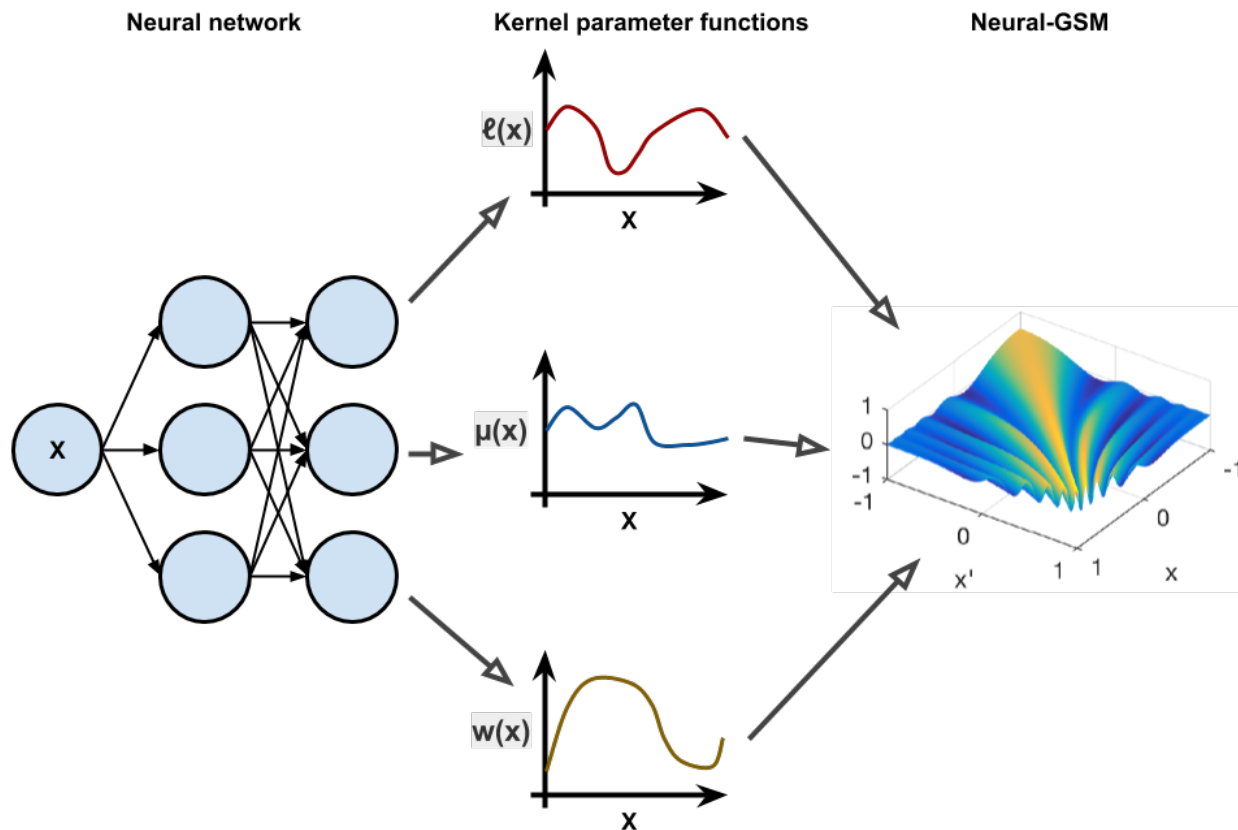 Neural network
Kernel parameter functions
Neural-GSM
ℓ(x)
X
X
μ(x)
X
w(x)
X
1
0
-1
-1
0
1
x'
1
0
-1
x